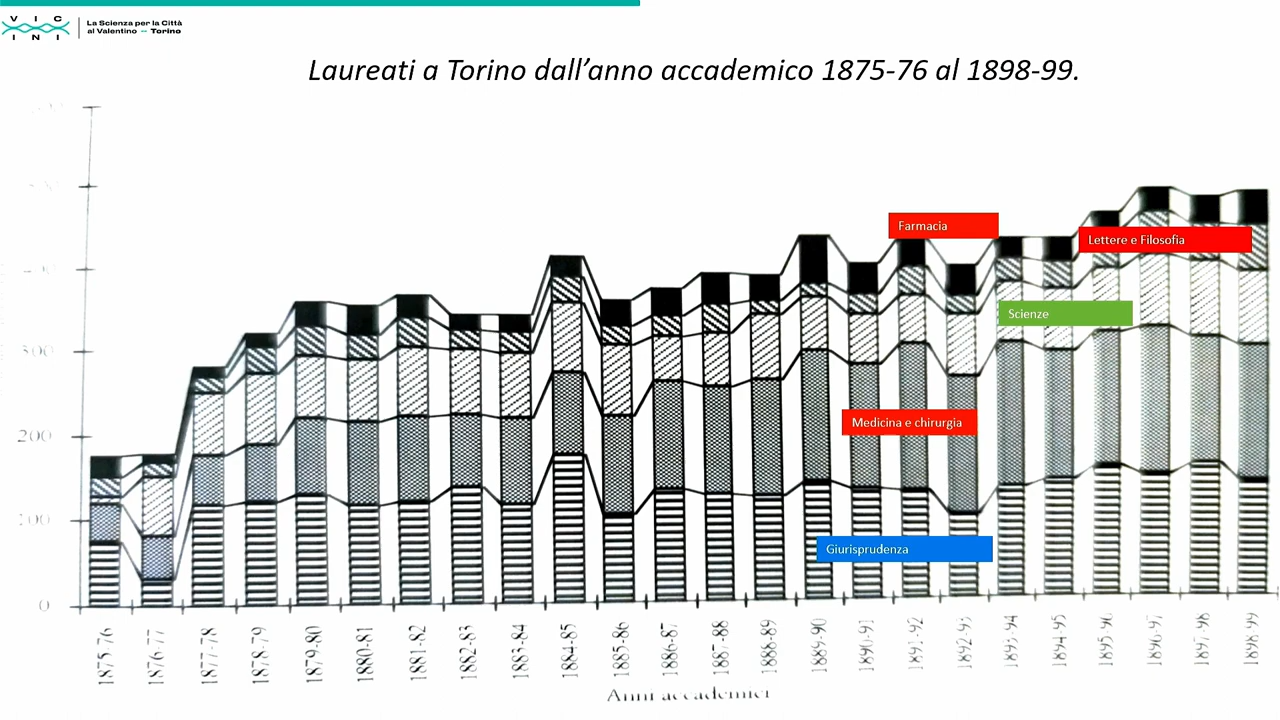 VIC
INI
La Scienza per la Città
al Valentino -- Torino
Laureati a Torino dall’anno accademico 1875-76 al 1898-99.
Farmacia
Lettere e Filosofia
Scienze
200
Medicina e chirurgia
100
Giurisprudenza
0
1875-76
1876-77
1877-78
1878-79
1879-80
1880-81
1881-82
1882-83
1883-84
1884-85
1885-86
1886-87
1887-88
1888-89
1889-90
1890-91
1891-92
1892-93
1893-94
1894-95
1895-96
1896-97
1897-98
1898-99
Anni accademici